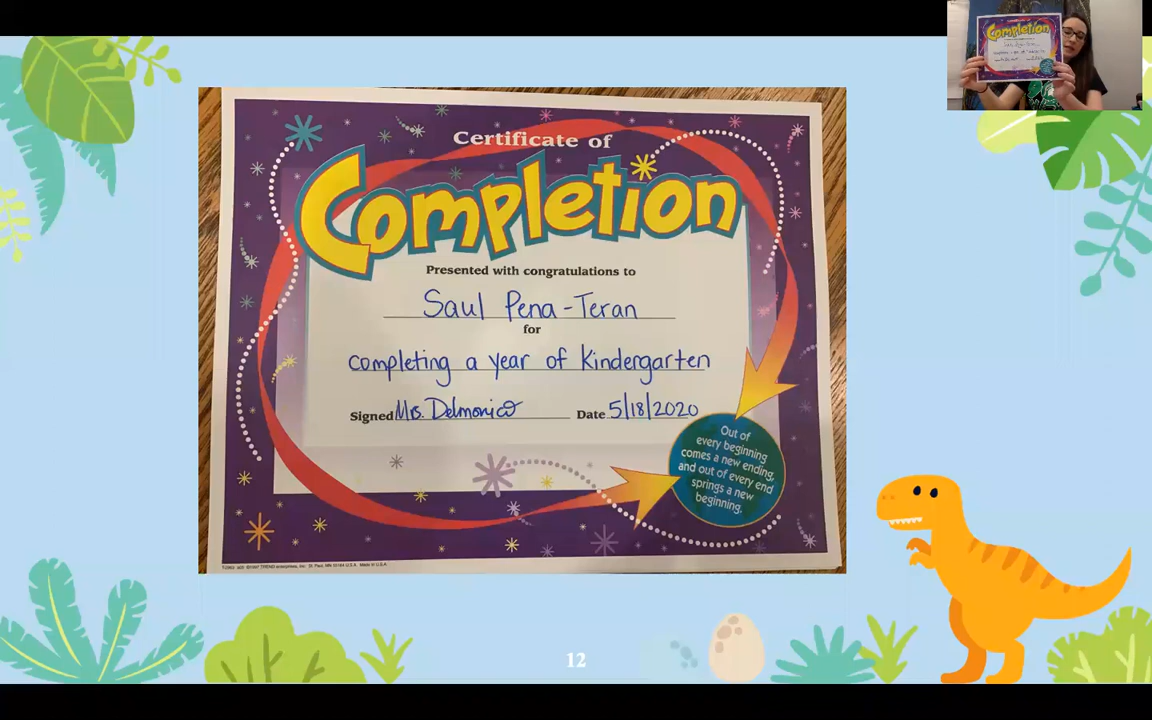 Certificate of
Completion
Presented with congratulations to
Saul Pena-Teran
for
completing a year of Kindergarten
Signed Mrs. Delmonico Date 5/18/2020
Out of
every beginning
comes a new ending,
and out of every end
springs a new
beginning.
12
Completion